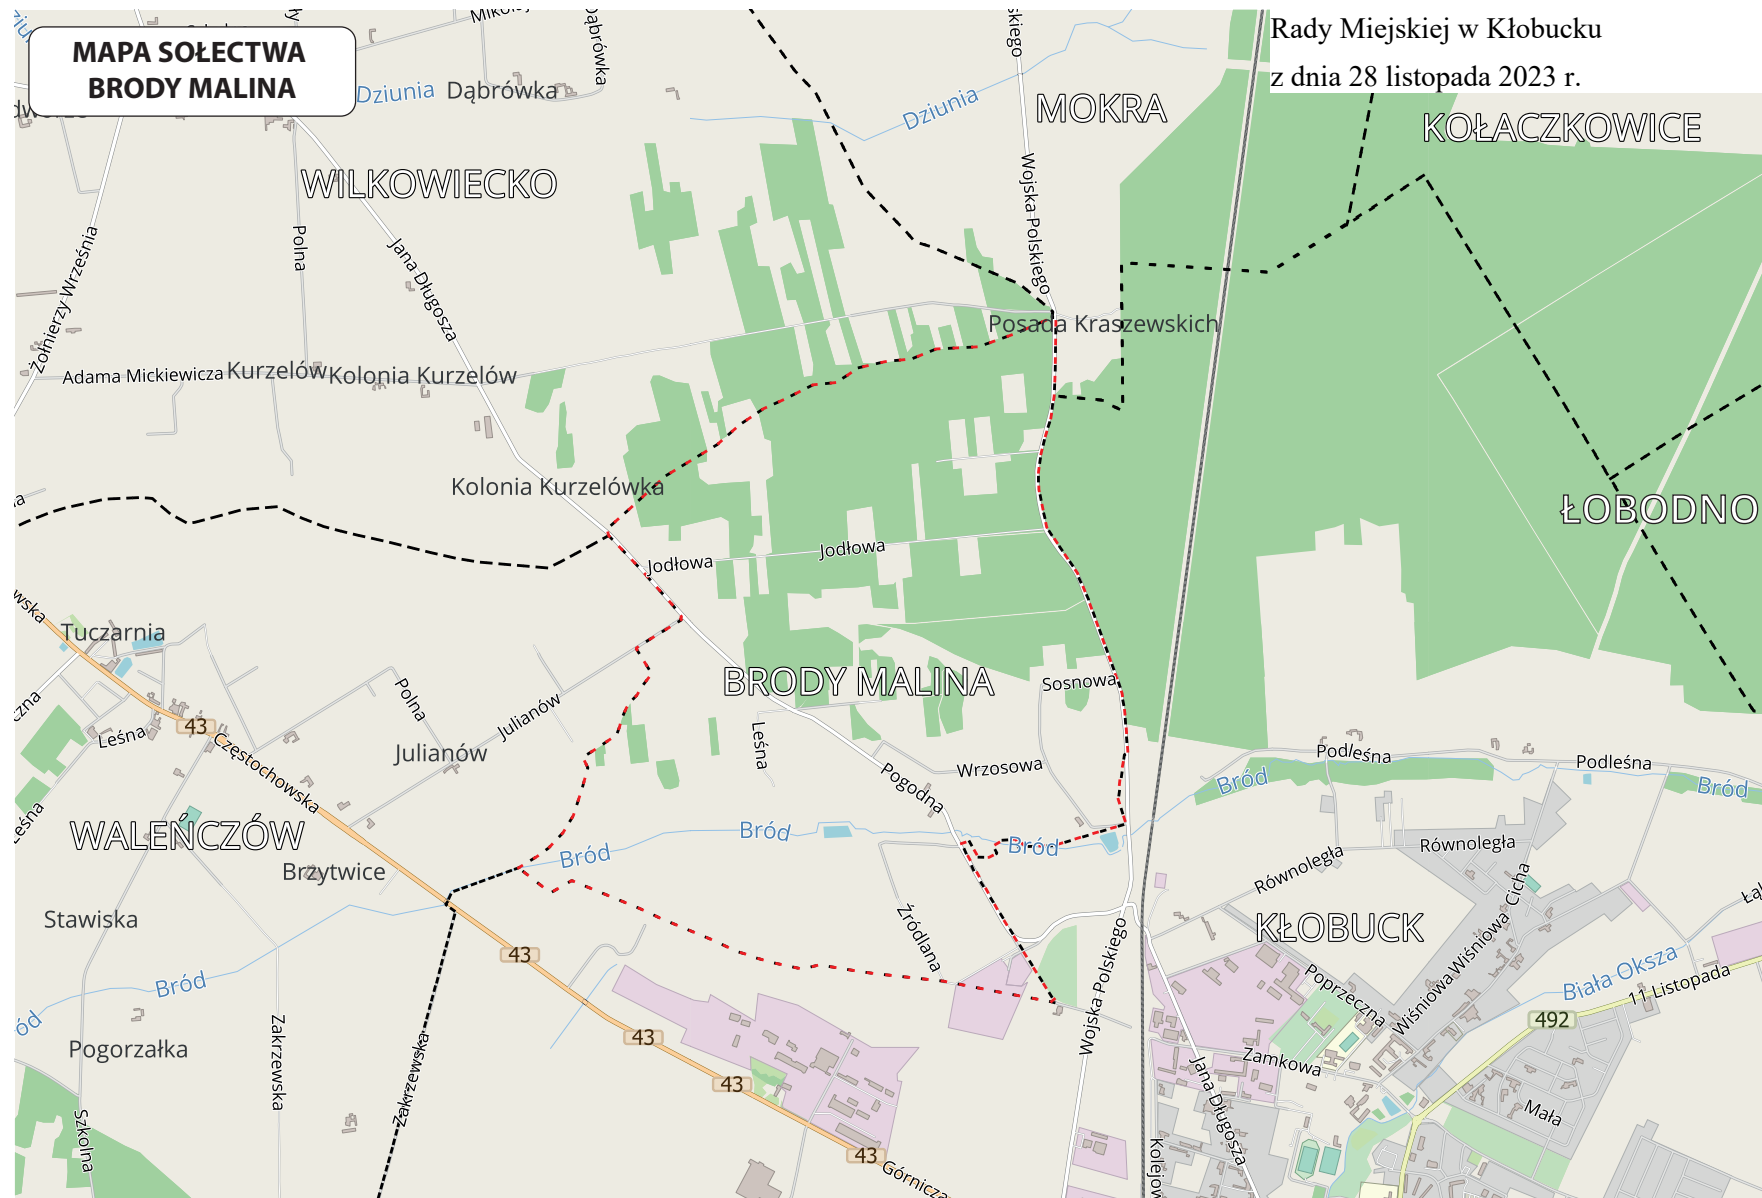 MAPA SOŁECTWA
BRODY MALINA
Rady Miejskiej w Kłobucku
z dnia 28 listopada 2023 r.
Dąbrówka
Dziunia
Dąbrówka
Dziunia
MOKRA
KOŁACZKOWICE
WILKOWIECKO
Wojska Polskiego
Polna
Jana Długosza
Żołnierzy Września
Posada Kraszewskich
Adama Mickiewicza
Kurzelów
Kolonia Kurzelów
Kolonia Kurzelówka
ŁOBODNO
Jodłowa
Jodłowa
Tuczarnia
BRODY MALINA
Sosnowa
Polna
Julianów
Julianów
Leśna
43
Częstochowska
Leśna
Wrzosowa
Pogodna
Podleśna
Podleśna
Bród
Bród
Leśna
WALEŃCZÓW
Bród
Bród
Bród
Równoległa
Równoległa
Brzytwice
Cicha
Stawiska
Źródlana
KŁOBUCK
Wiśniowa
Wiśniowa
43
Wojska Polskiego
Poprzeczna
Biała Oksza
11 Listopada
Bród
492
Pogorzałka
Zakrzewska
Zakrzewska
43
Zamkowa
Jana Długosza
43
Mała
Szkolna
43
Górnicza